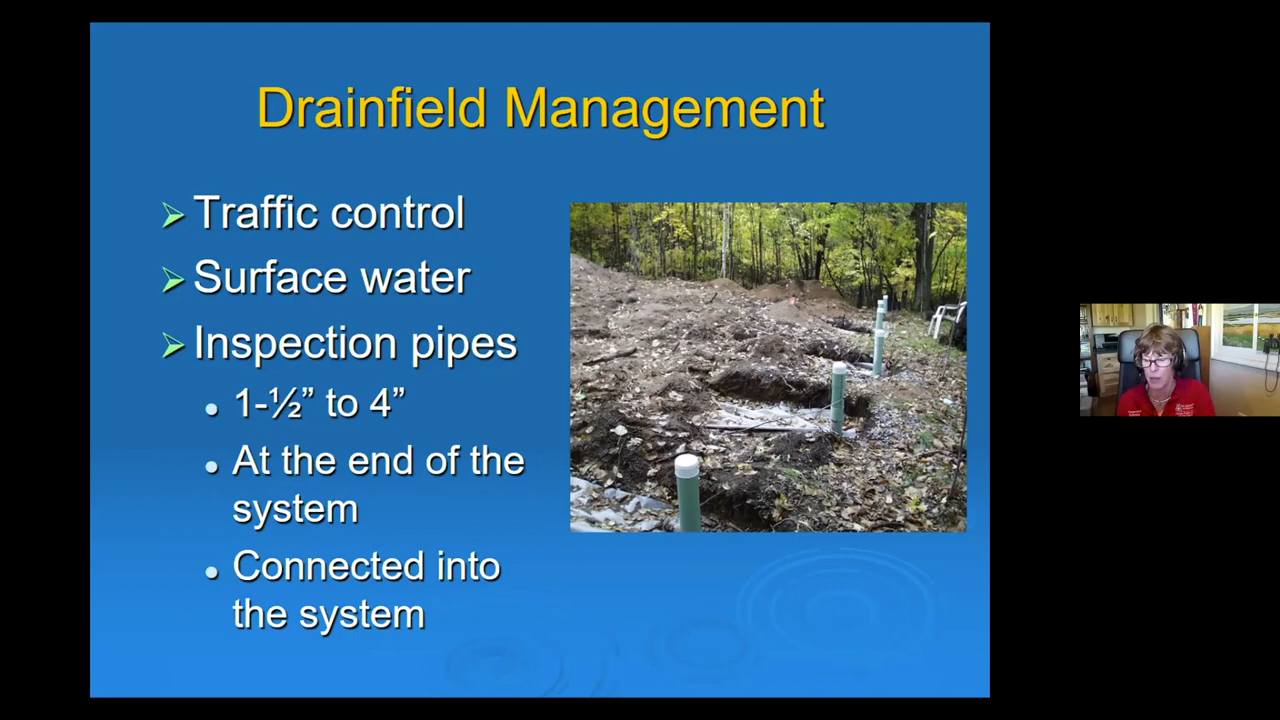 Drainfield Management
Traffic control
Surface water
Inspection pipes
1-½” to 4”
At the end of the
system
Connected into
the system